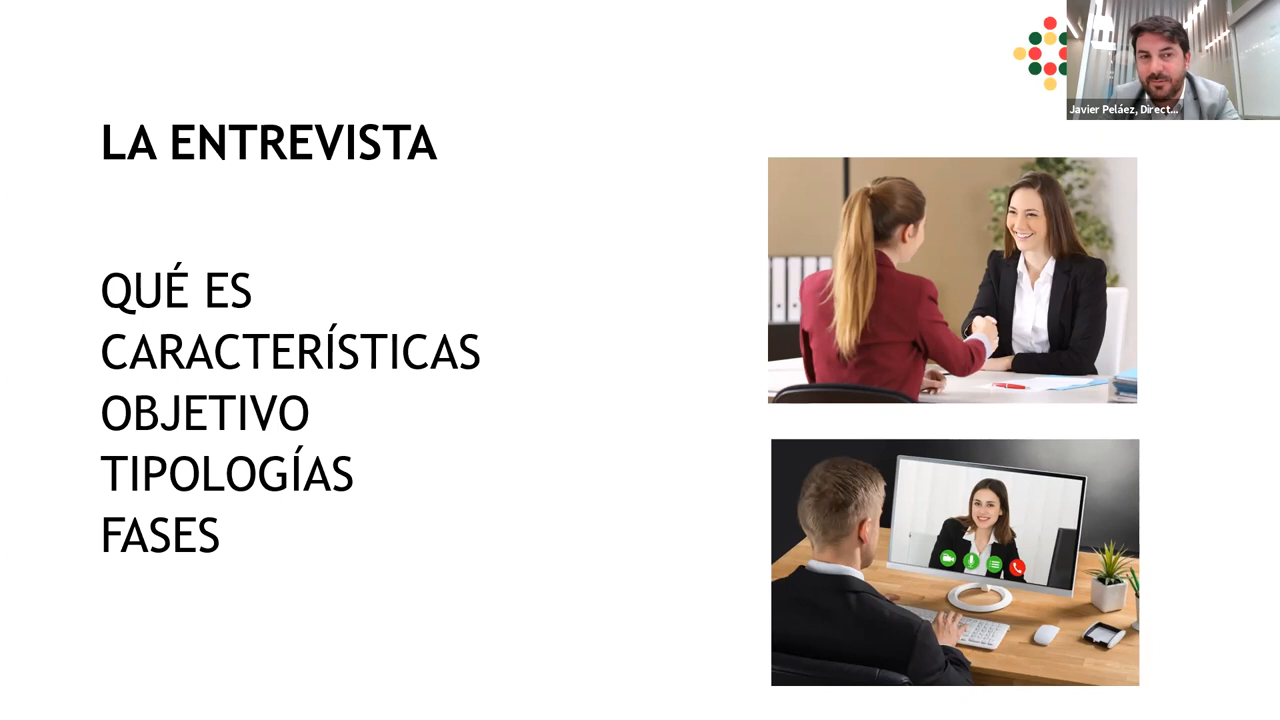 LA ENTREVISTA
QUÉ ES
CARACTERÍSTICAS
OBJETIVO
TIPOLOGÍAS
FASES
Javier Peláez, Direct...